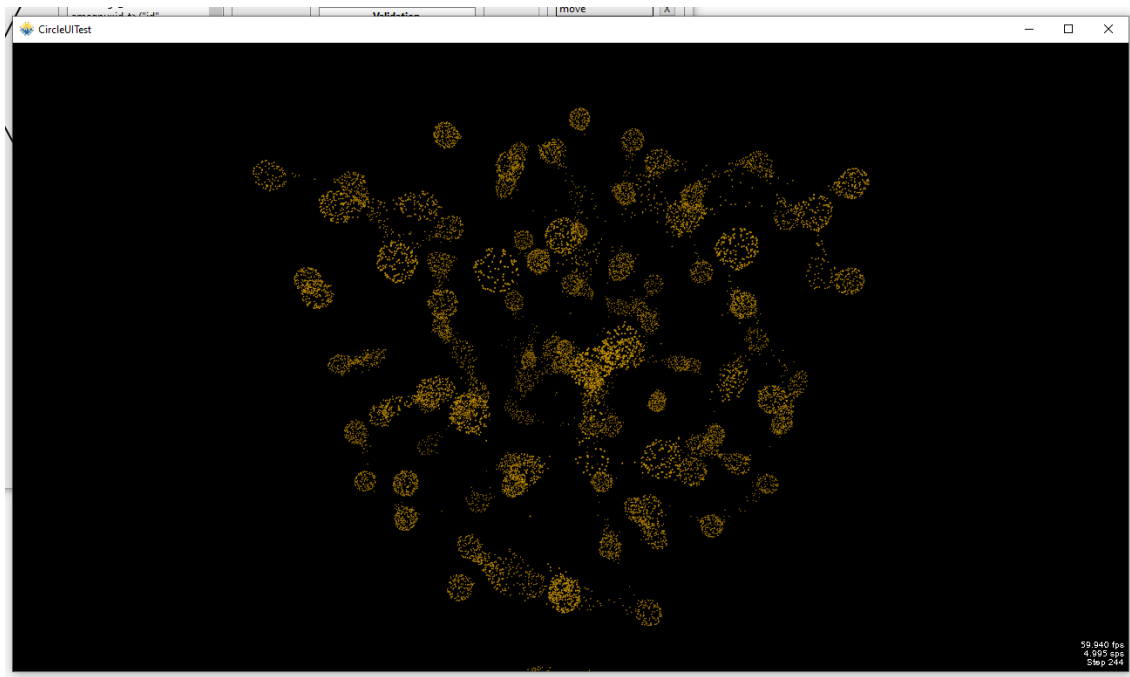 move
X
Validation
CircleUITest
59.940 fps
4.995 sps
Step 244